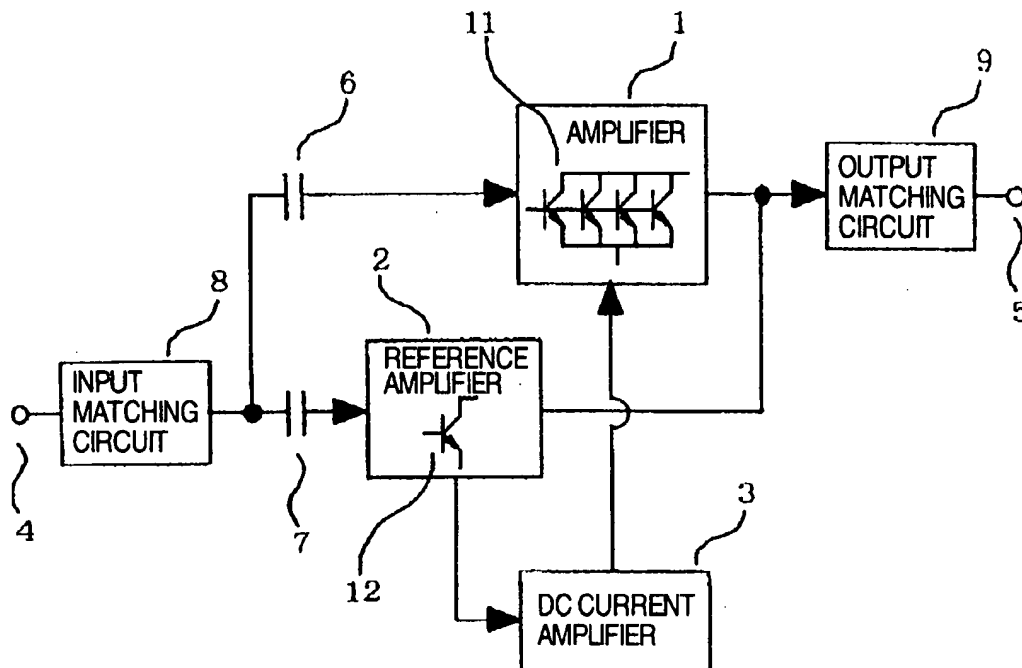 11
1
9
6
AMPLIFIER
OUTPUT
MATCHING
CIRCUIT
2
8
5
REFERENCE
AMPLIFIER
INPUT
MATCHING
CIRCUIT
4
7
12
3
DC CURRENT
AMPLIFIER